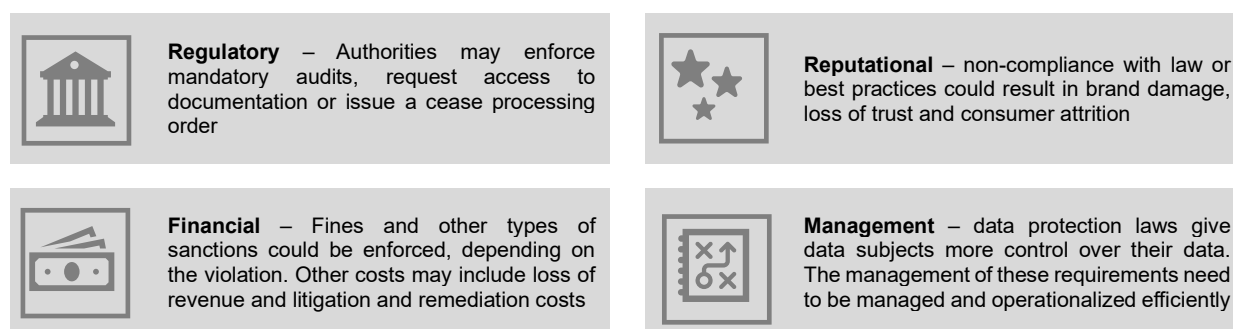 Regulatory – Authorities may enforce
mandatory audits, request access to
documentation or issue a cease processing
order
Reputational – non-compliance with law or
best practices could result in brand damage,
loss of trust and consumer attrition
Financial – Fines and other types of
sanctions could be enforced, depending on
the violation. Other costs may include loss of
revenue and litigation and remediation costs
Management – data protection laws give
data subjects more control over their data.
The management of these requirements need
to be managed and operationalized efficiently